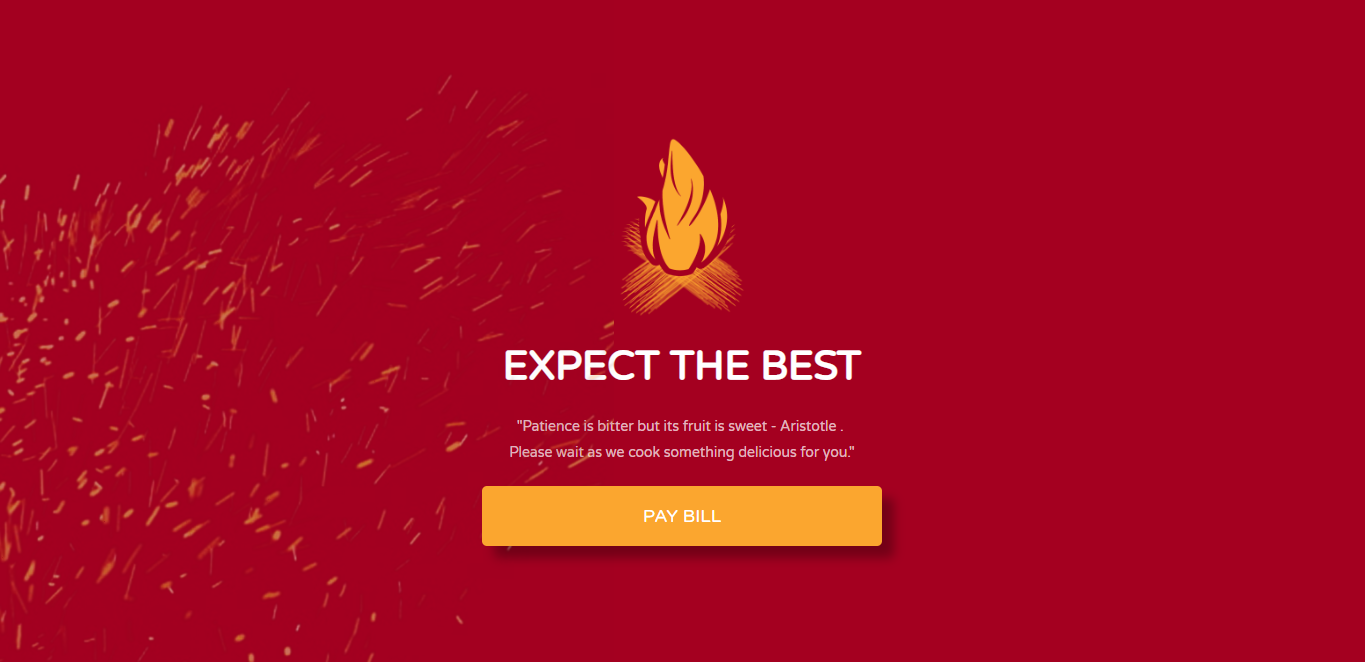 EXPECT THE BEST
"Patience is bitter but its fruit is sweet - Aristotle .
Please wait as we cook something delicious for you."
PAY BILL